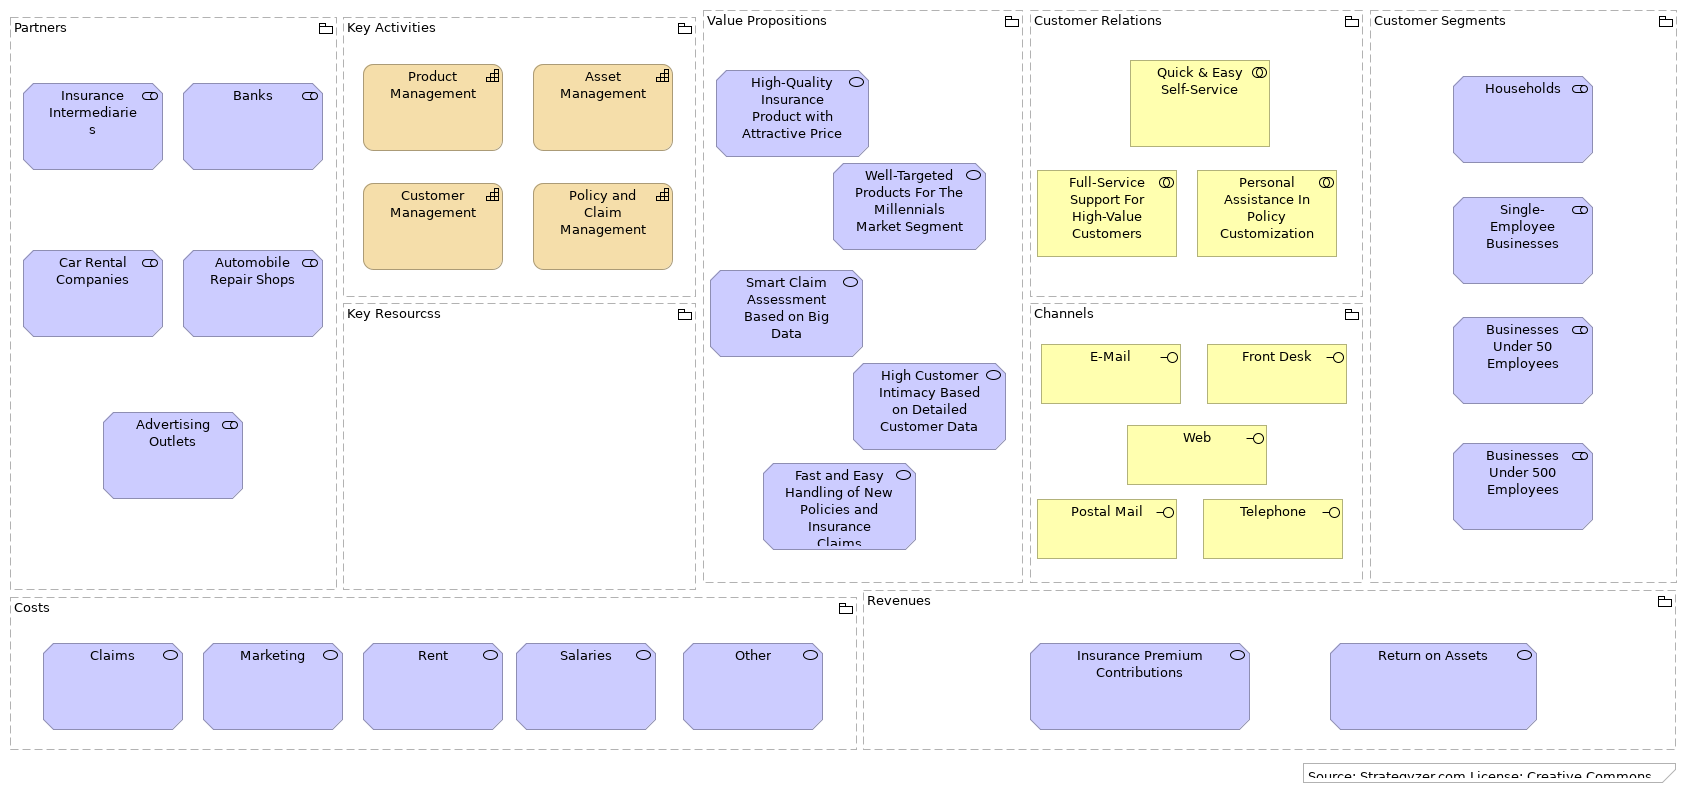 Partners
Insurance
Intermediarie
s
Banks
Car Rental
Companies
Automobile
Repair Shops
Advertising
Outlets
Key Activities
Product
Management
Asset
Management
Customer
Management
Policy and
Claim
Management
Key Resourcss
Value Propositions
High-Quality
Insurance
Product with
Attractive Price
Well-Targeted
Products For The
Millennials
Market Segment
Smart Claim
Assessment
Based on Big
Data
High Customer
Intimacy Based
on Detailed
Customer Data
Fast and Easy
Handling of New
Policies and
Insurance
Claims
Customer Relations
Quick & Easy
Self-Service
Full-Service
Support For
High-Value
Customers
Personal
Assistance In
Policy
Customization
Channels
E-Mail
Front Desk
Web
Postal Mail
Telephone
Customer Segments
Households
Single-
Employee
Businesses
Businesses
Under 50
Employees
Businesses
Under 500
Employees
Costs
Claims
Marketing
Rent
Salaries
Other
Revenues
Insurance Premium
Contributions
Return on Assets
Source: Strategyzer.com License: Creative Commons